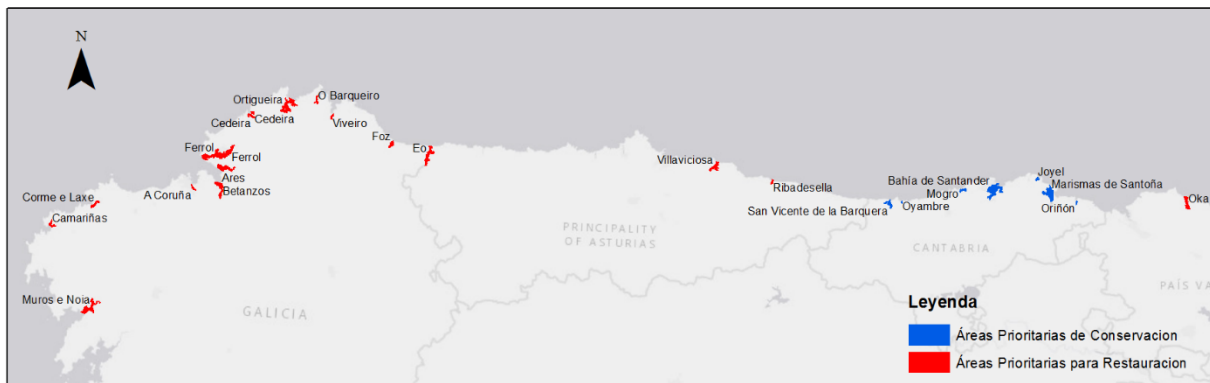 N
Ortigueira
O Barqueiro
Cedeira
Cedeira
Viveiro
Foz
Eo
Ferrol
Ferrol
Ares
Betanzos
A Coruña
Corme e Laxe
Camariñas
Muros e Noia
GALICIA
PRINCIPALITY
OF ASTURIAS
Villaviciosa
Ribadesella
San Vicente de la Barquera
Oyambre
Mogro
Bahía de Santander
Joyel
Marismas de Santoña
Oriñón
Oka
CANTABRIA
PAÍS VA
Leyenda
Áreas Prioritarias de Conservacion
Áreas Prioritarias para Restauracion